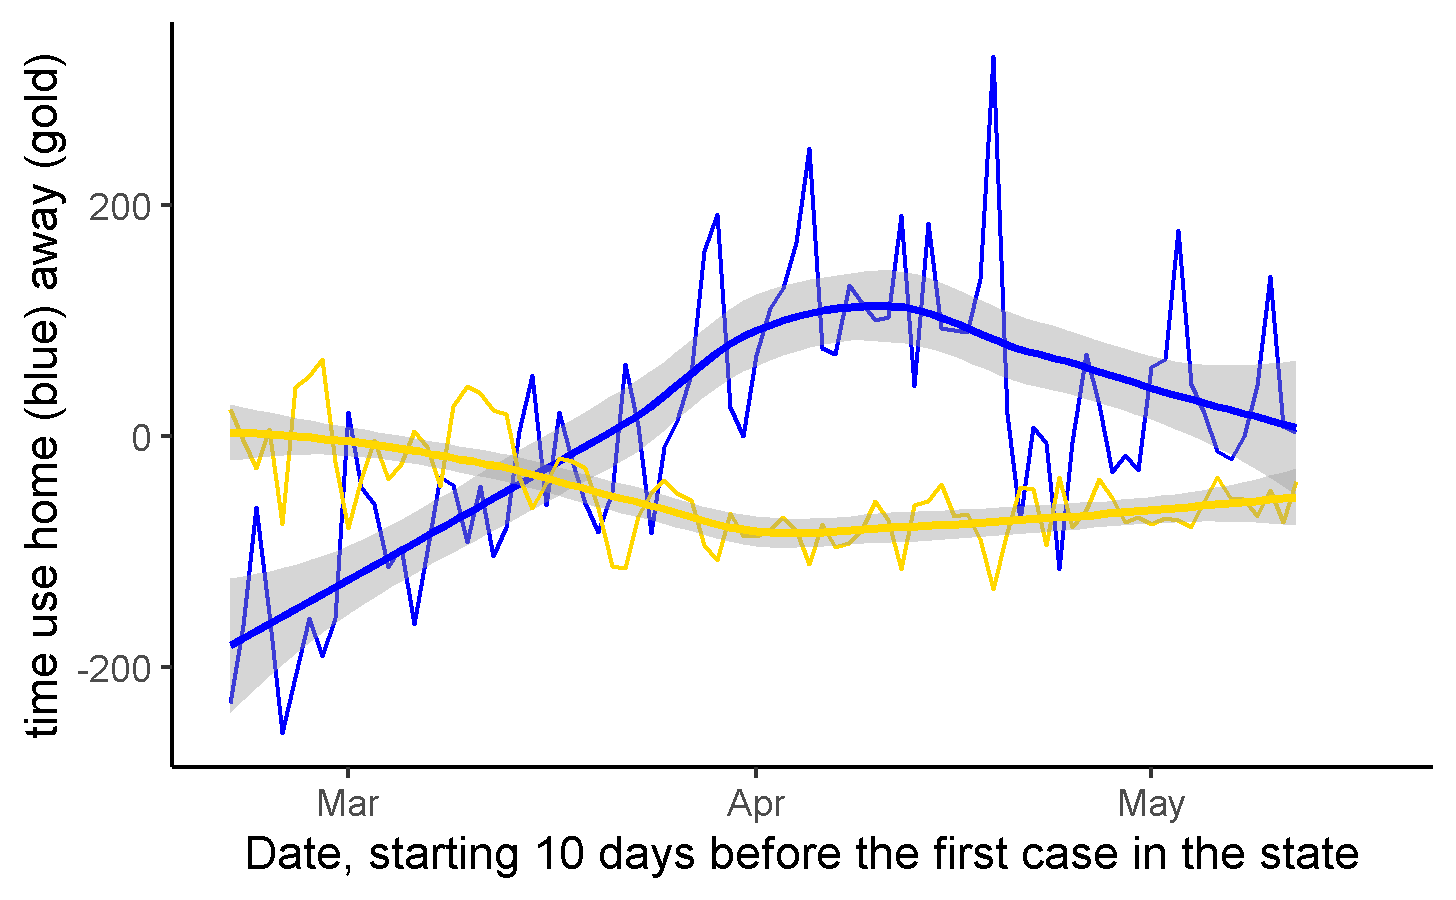 time use home (blue) away (gold)
200
0
-200
Mar
Apr
May
Date, starting 10 days before the first case in the state